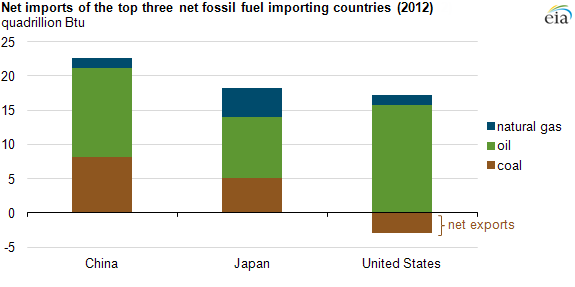 Net imports of the top three net fossil fuel importing countries (2012)
quadrillion Btu
eia
25
20
15
10
5
0
-5
natural gas
oil
coal
net exports
China Japan United States